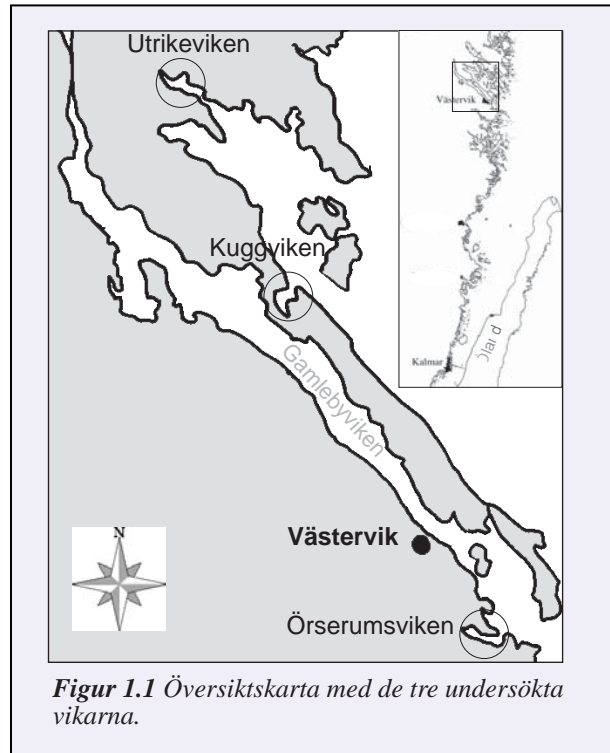 Utrikeviken
Västervik
Kuggviken
Gamlebyviken
Kalmar
N
Västervik
Örserumsviken
Figur 1.1 Översiktskarta med de tre undersökta
vikarna.